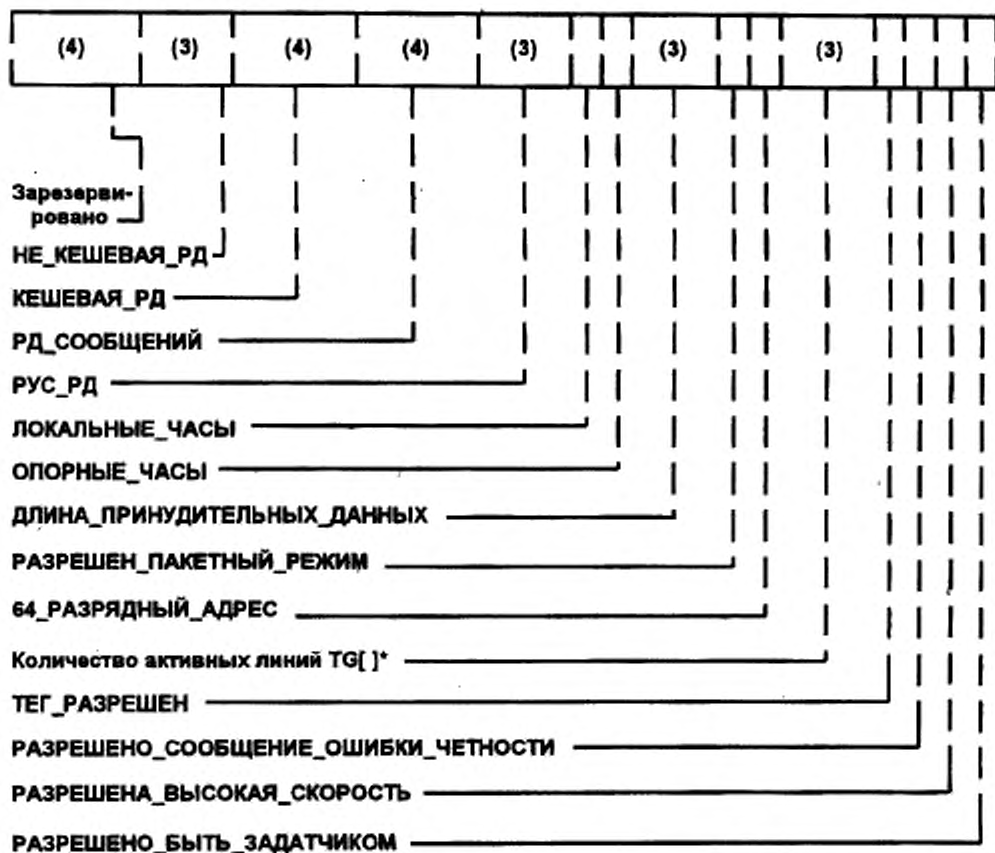 (4) (3) (4) (4) (3) (3) (3)
Зарезерви-
ровано
НЕ_КЕШЕВАЯ_РД
КЕШЕВАЯ_РД
РД_СООБЩЕНИЙ
РУС_РД
ЛОКАЛЬНЫЕ_ЧАСЫ
ОПОРНЫЕ_ЧАСЫ
ДЛИНА_ПРИНУДИТЕЛЬНЫХ_ДАННЫХ
РАЗРЕШЕН_ПАКЕТНЫЙ_РЕЖИМ
64_РАЗРЯДНЫЙ_АДРЕС
Количество активных линий TG[ ]*
ТЕГ_РАЗРЕШЕН
РАЗРЕШЕНО_СООБЩЕНИЕ_ОШИБКИ_ЧЕТНОСТИ
РАЗРЕШЕНА_ВЫСОКАЯ_СКОРОСТЬ
РАЗРЕШЕНО_БЫТЬ_ЗАДАТЧИКОМ